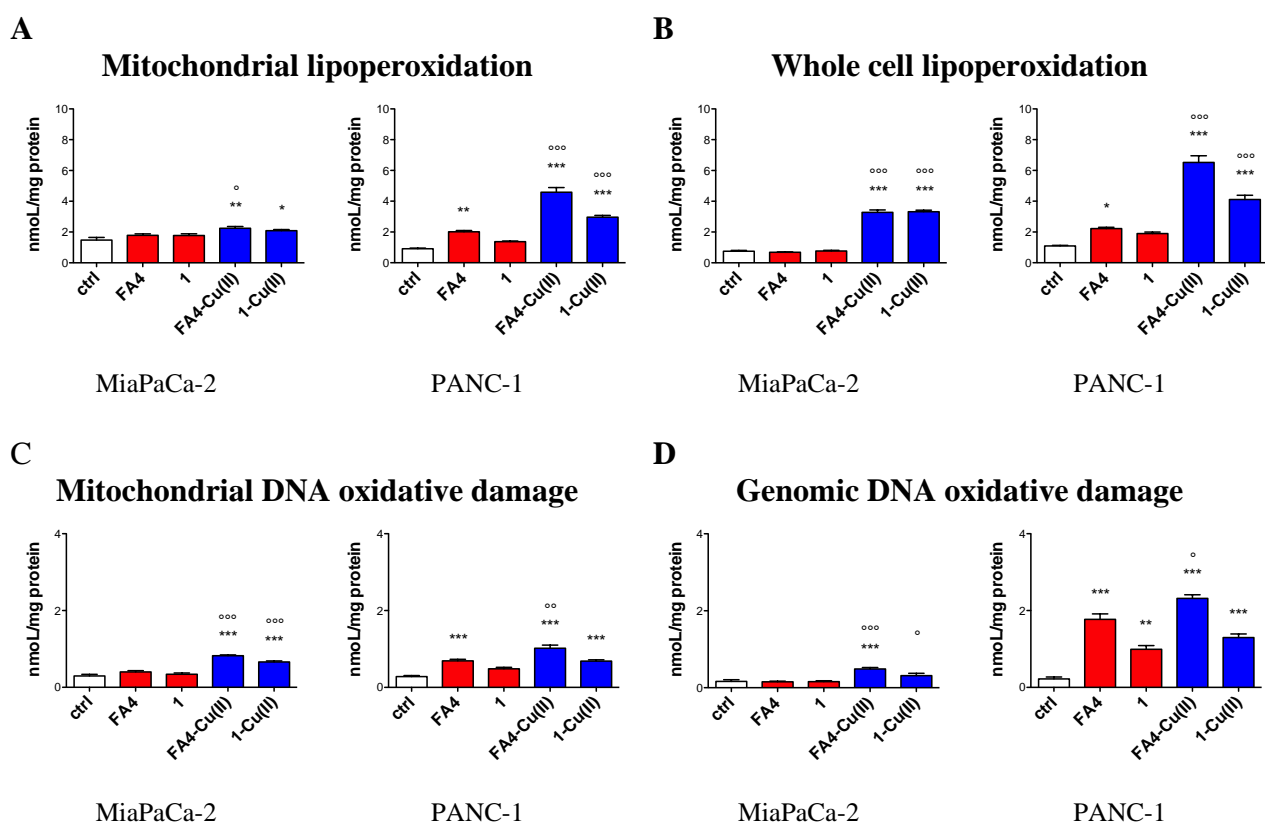 A
Mitochondrial lipoperoxidation
nmoL/mg protein
10
8
6
4
2
0
°
**
*
ctrl
FA4
1
FA4-Cu(II)
1-Cu(II)
MiaPaCa-2
nmoL/mg protein
10
8
6
4
2
0
**
°°°
***
°°°
***
ctrl
FA4
1
FA4-Cu(II)
1-Cu(II)
PANC-1
B
Whole cell lipoperoxidation
nmoL/mg protein
10
8
6
4
2
0
°°°
***
°°°
***
ctrl
FA4
1
FA4-Cu(II)
1-Cu(II)
MiaPaCa-2
nmoL/mg protein
10
8
6
4
2
0
*
°°°
***
°°°
***
ctrl
FA4
1
FA4-Cu(II)
1-Cu(II)
PANC-1
C
Mitochondrial DNA oxidative damage
nmoL/mg protein
4
2
0
°°°
***
°°°
***
ctrl
FA4
1
FA4-Cu(II)
1-Cu(II)
MiaPaCa-2
nmoL/mg protein
4
2
0
***
°°
***
***
ctrl
FA4
1
FA4-Cu(II)
1-Cu(II)
PANC-1
D
Genomic DNA oxidative damage
nmoL/mg protein
4
2
0
°°°
***
°
ctrl
FA4
1
FA4-Cu(II)
1-Cu(II)
MiaPaCa-2
nmoL/mg protein
4
2
0
***
**
°
***
***
ctrl
FA4
1
FA4-Cu(II)
1-Cu(II)
PANC-1